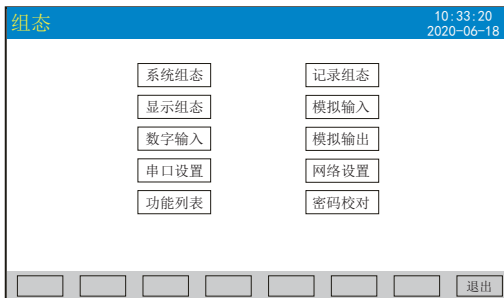 组态
10:33:20
2020-06-18
系统组态 记录组态
显示组态 模拟输入
数字输入 模拟输出
串口设置 网络设置
功能列表 密码校对
退出